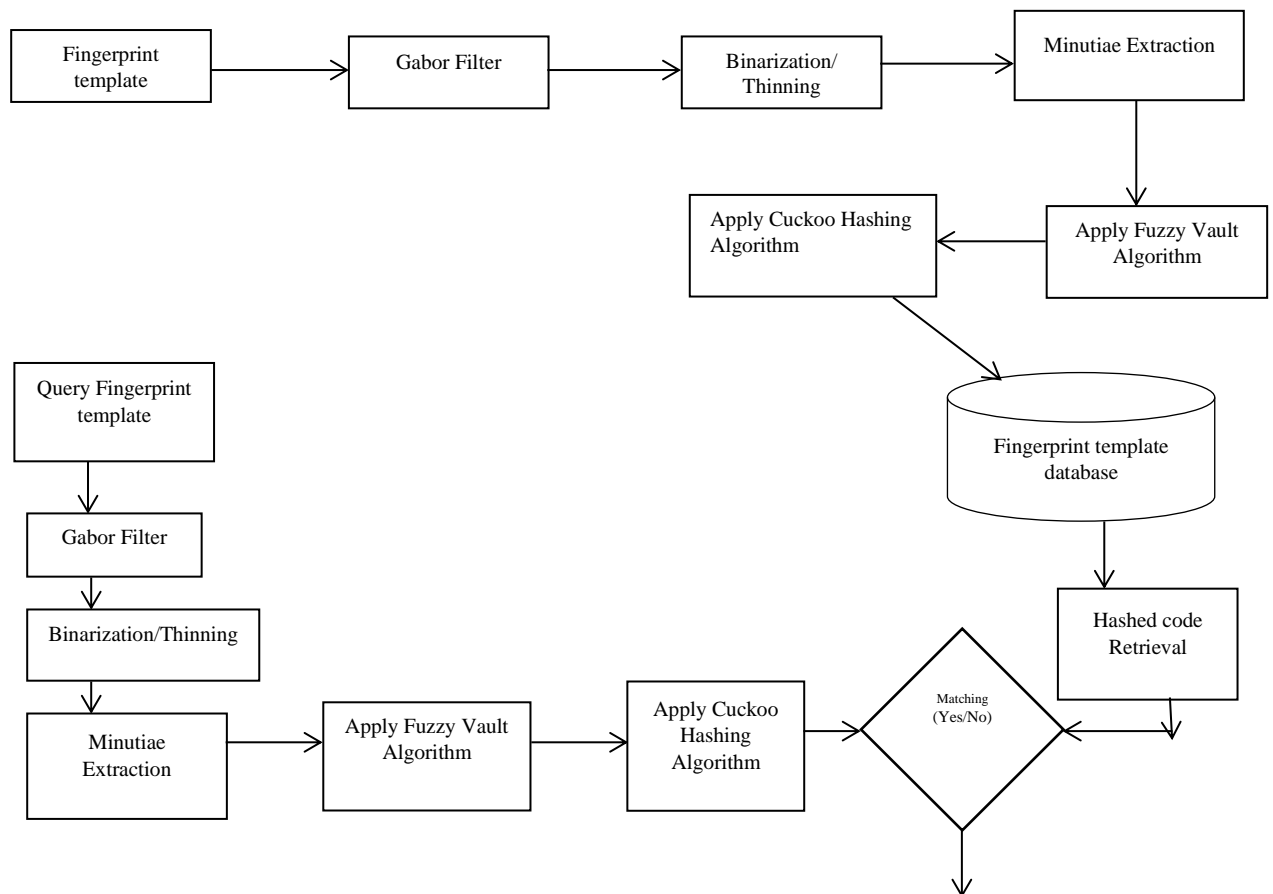 Fingerprint
template
Gabor Filter
Binarization/
Thinning
Minutiae Extraction
Apply Fuzzy Vault
Algorithm
Apply Cuckoo Hashing
Algorithm
Fingerprint template
database
Hashed code
Retrieval
Query Fingerprint
template
Gabor Filter
Binarization/Thinning
Minutiae
Extraction
Apply Fuzzy Vault
Algorithm
Apply Cuckoo
Hashing
Algorithm
Matching
(Yes/No)